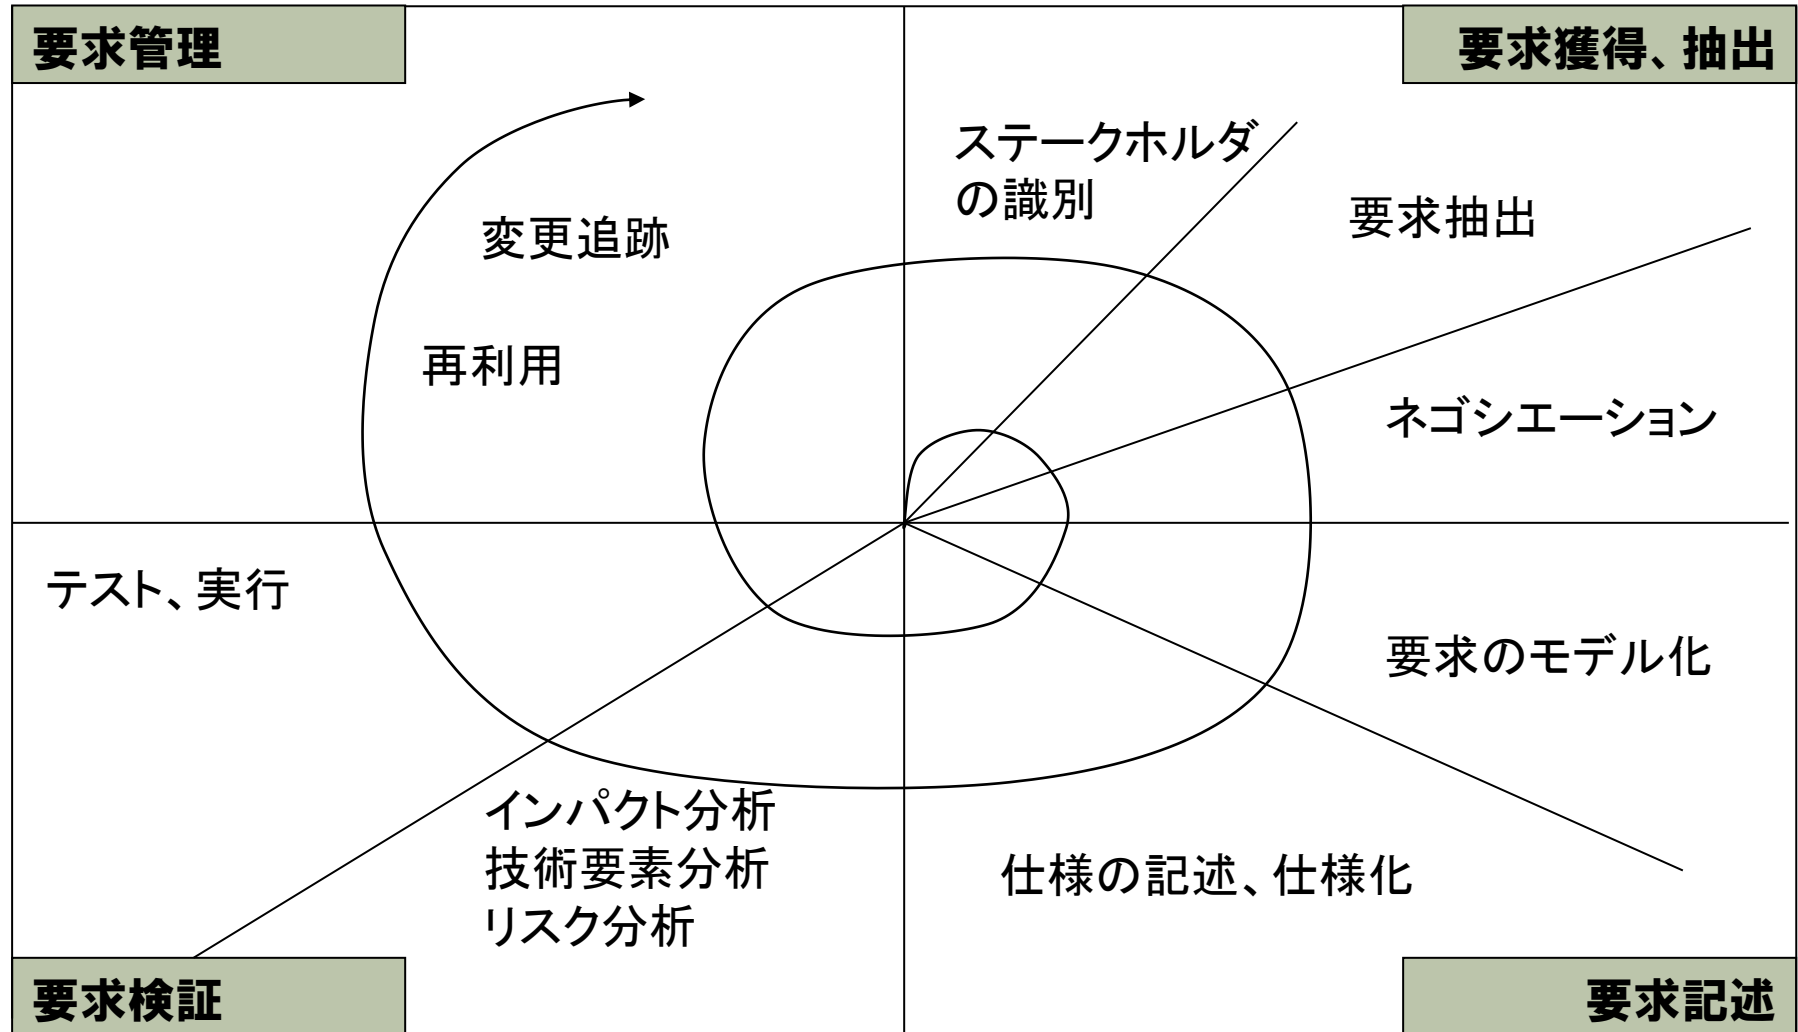 要求管理
要求獲得、抽出
ステークホルダ
の識別
要求抽出
変更追跡
再利用
ネゴシエーション
テスト、実行
要求のモデル化
インパクト分析
技術要素分析
リスク分析
仕様の記述、仕様化
要求検証
要求記述